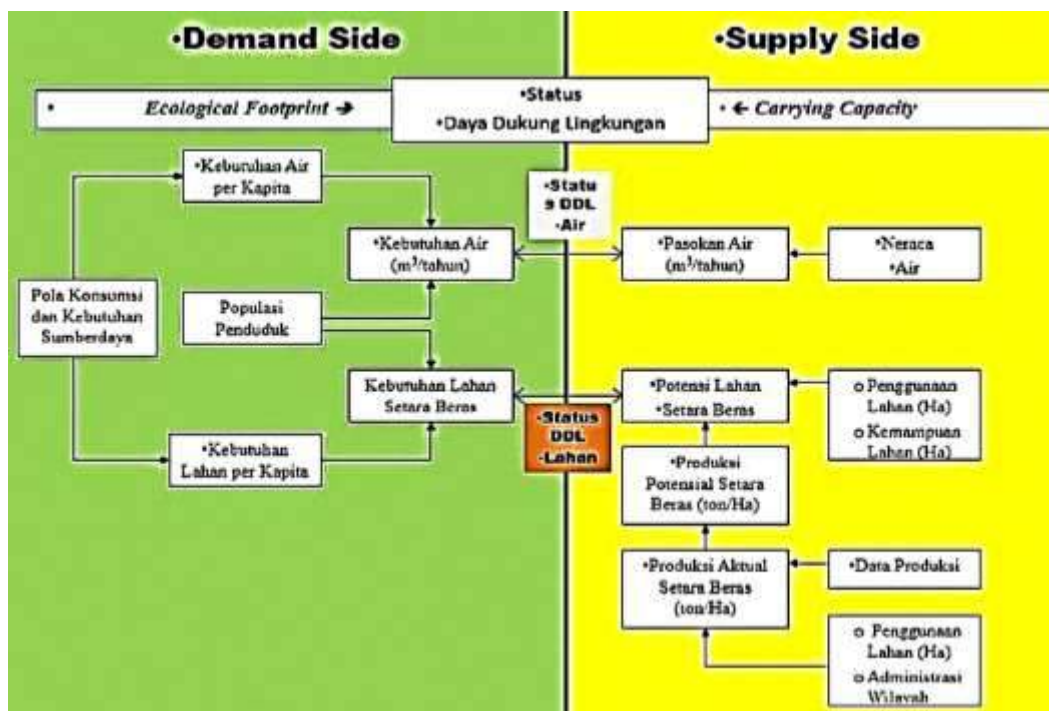 •Demand Side
•Supply Side
• Ecological Footprint →
•Status
•Daya Dukung Lingkungan
• ← Carrying Capacity
•Keburuhan Air
per Kapita
•Statu
s DDL
•Air
•Kebutuhan Air
(m³/tahun)
•Pasokan Air
(m³/tahun)
•Neraca
•Air
Pola Konsumsi
dan Kebutuhan
Sumberdaya
Populasi
Penduduk
Kebutuhan Lahan
Setara Beras
•Status
DDL
•Lahan
•Potensi Lahan
•Setara Beras
o Penggunaan
Lahan (Ha)
o Kemampuan
Lahan (Ha)
•Kebutuhan
Lahan per Kapita
•Produksi
Potensial Setara
Beras (ton/Ha)
•Produksi Aktual
Setara Beras
(ton/Ha)
•Data Produksi
o Penggunaan
Lahan (Ha)
o Administrasi
Wilayah